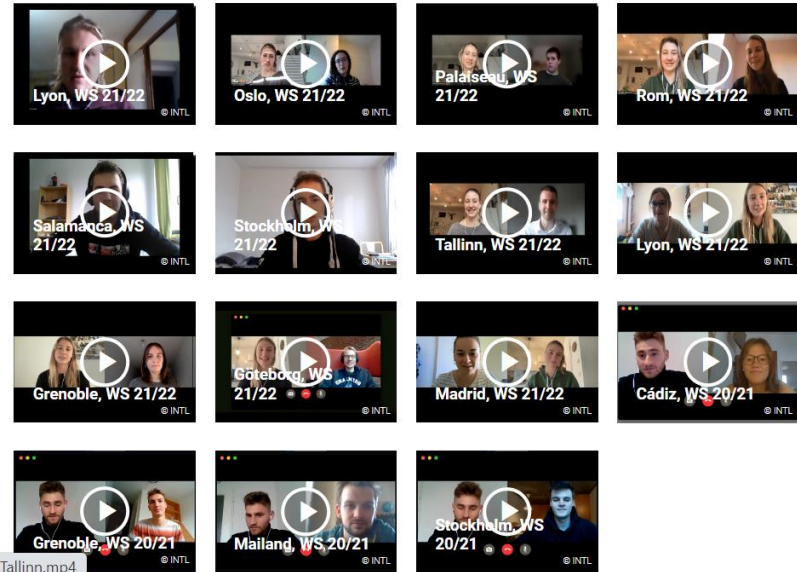 Lyon, WS 21/22
© INTL
Oslo, WS 21/22
© INTL
Palaiseau, WS
21/22
© INTL
Rom, WS 21/22
© INTL
Salamanca, WS
21/22
© INTL
Stockholm, WS
21/22
© INTL
Tallinn, WS 21/22
© INTL
Lyon, WS 21/22
© INTL
Grenoble, WS 21/22
© INTL
Göteborg, WS
21/22
© INTL
Madrid, WS 21/22
© INTL
Cádiz, WS 20/21
© INTL
Grenoble, WS 20/21
© INTL
Mailand, WS 20/21
© INTL
Stockholm, WS
20/21
© INTL
Tallinn.mp4